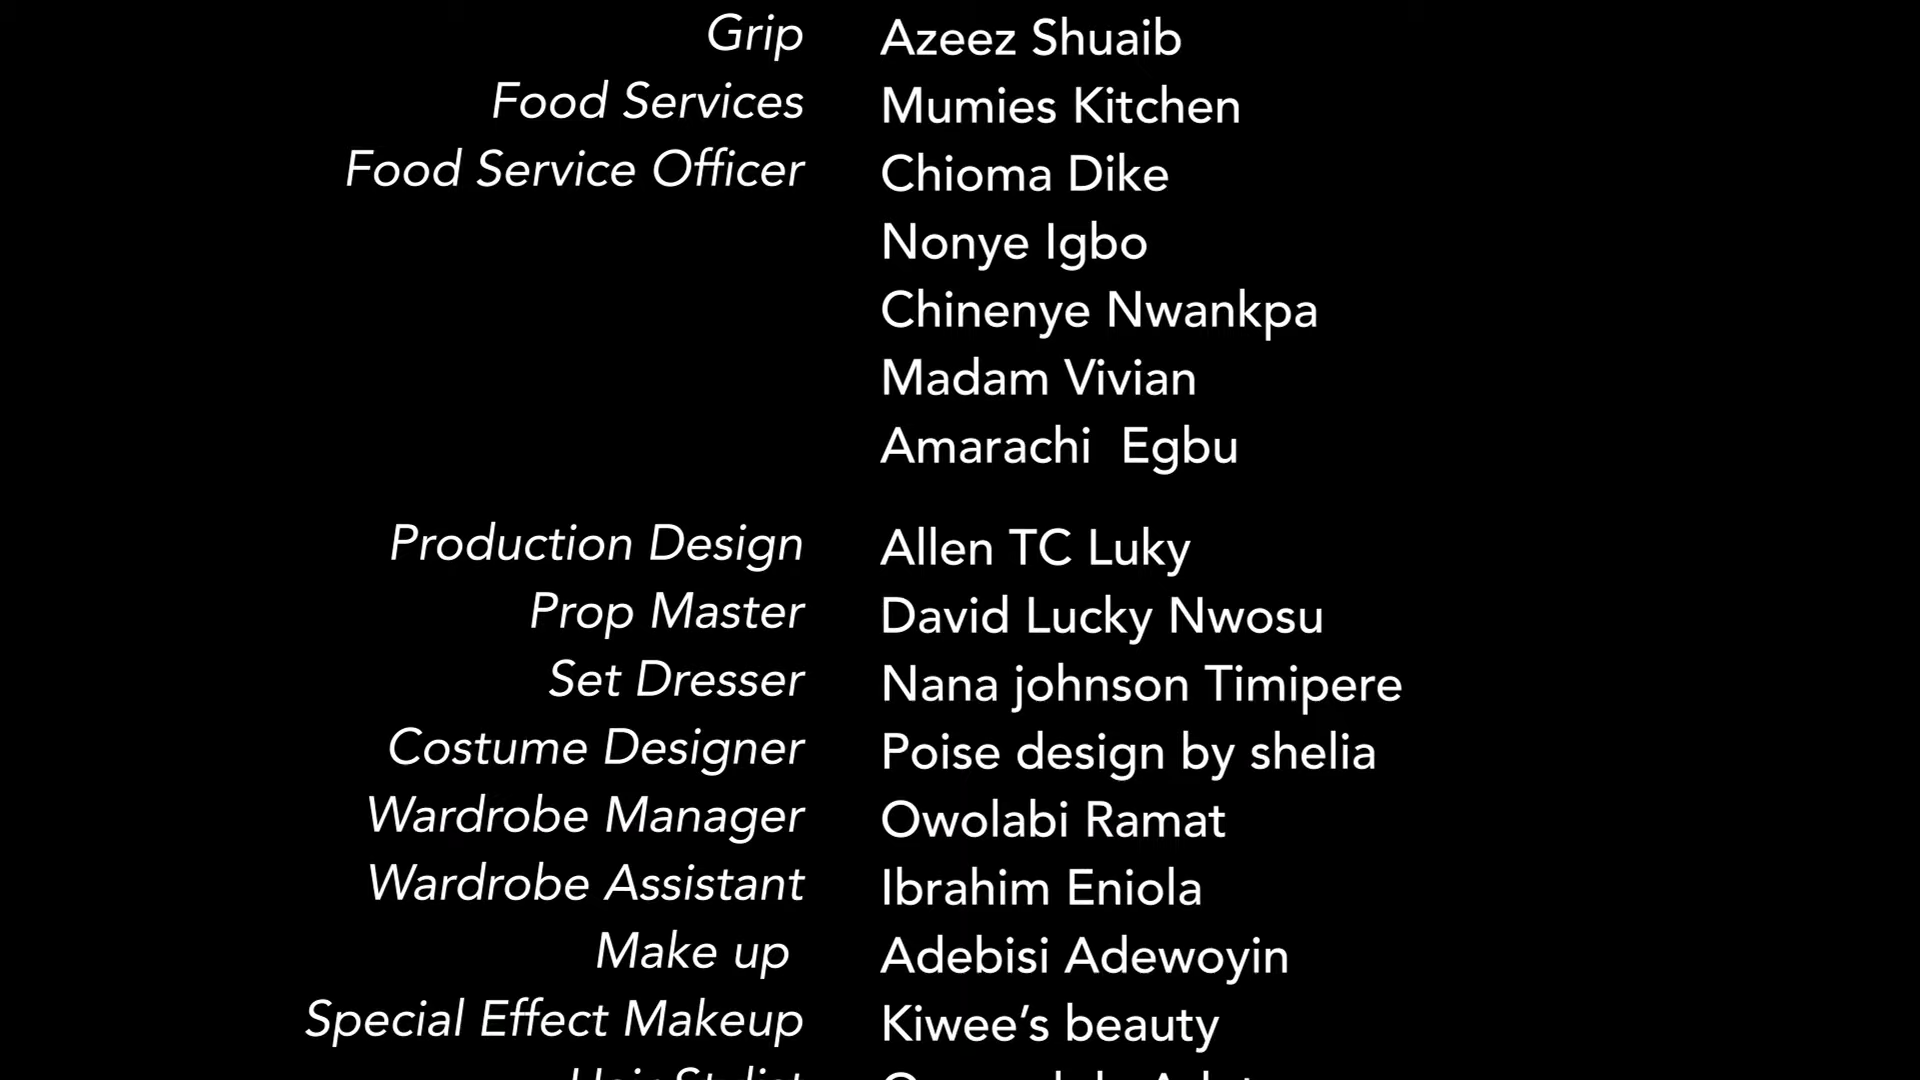 Grip Azeez Shuaib
Food Services Mumies Kitchen
Food Service Officer Chioma Dike
Nonye Igbo
Chinenye Nwankpa
Madam Vivian
Amarachi  Egbu
Production Design Allen TC Luky
Prop Master David Lucky Nwosu
Set Dresser Nana johnson Timipere
Costume Designer Poise design by shelia
Wardrobe Manager Owolabi Ramat
Wardrobe Assistant Ibrahim Eniola
Make up Adebisi Adewoyin
Special Effect Makeup Kiwee’s beauty
Hair Stylist